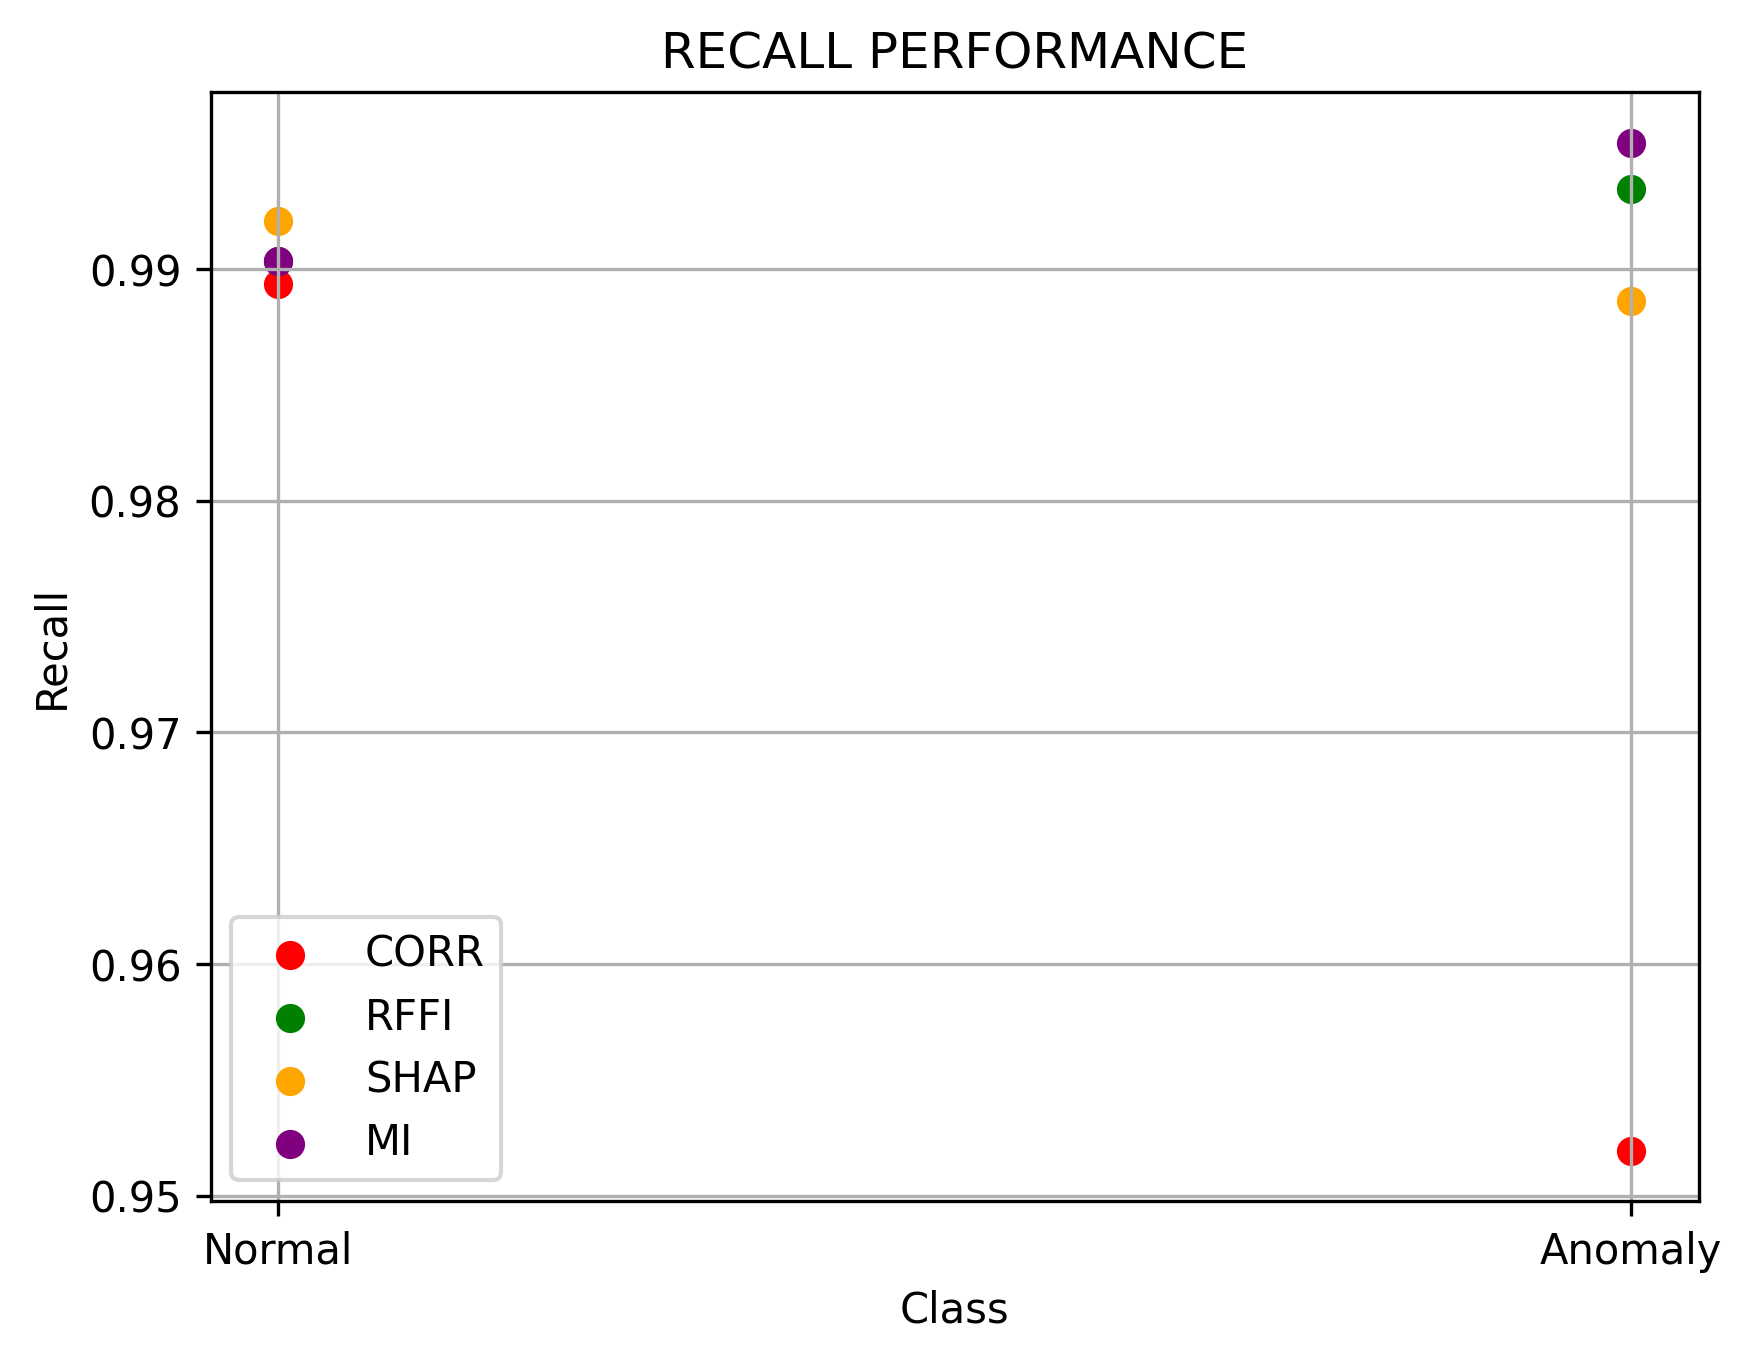 RECALL PERFORMANCE
0.99
0.98
0.97
0.96
0.95
Recall
CORR
RFFI
SHAP
MI
Normal
Anomaly
Class